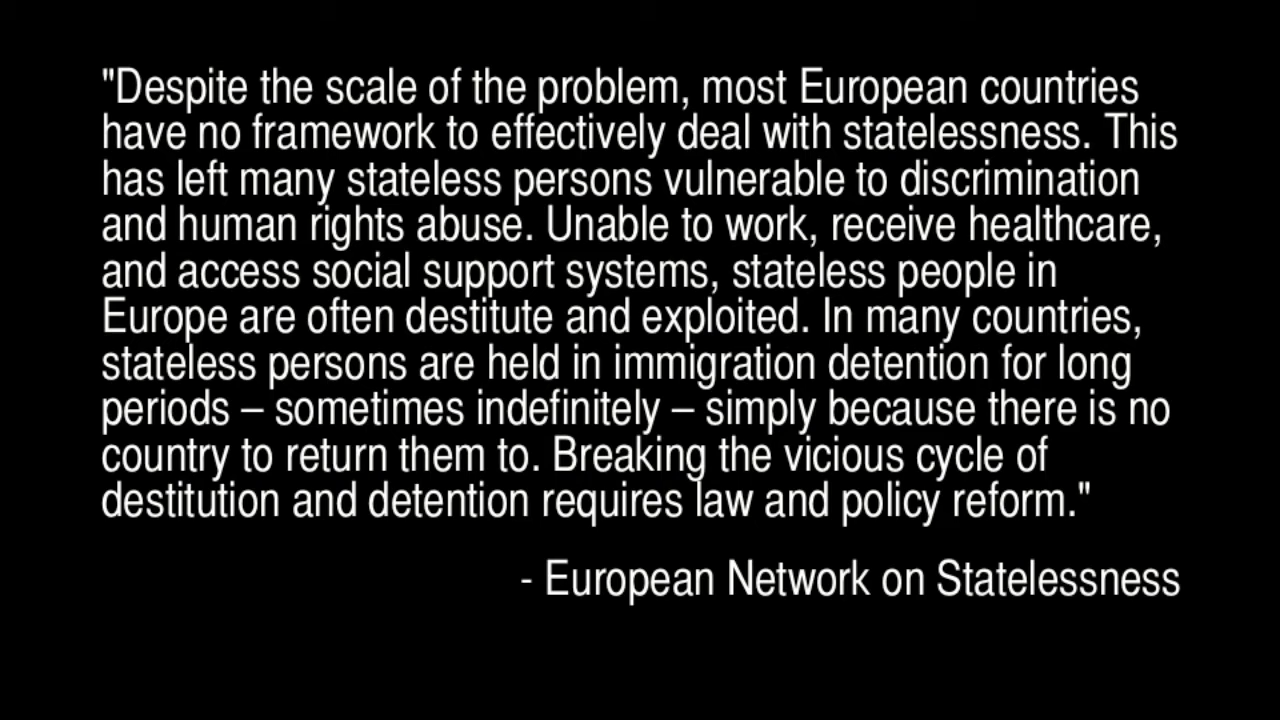 "Despite the scale of the problem, most European countries
have no framework to effectively deal with statelessness. This
has left many stateless persons vulnerable to discrimination
and human rights abuse. Unable to work, receive healthcare,
and access social support systems, stateless people in
Europe are often destitute and exploited. In many countries,
stateless persons are held in immigration detention for long
periods – sometimes indefinitely – simply because there is no
country to return them to. Breaking the vicious cycle of
destitution and detention requires law and policy reform."
- European Network on Statelessness